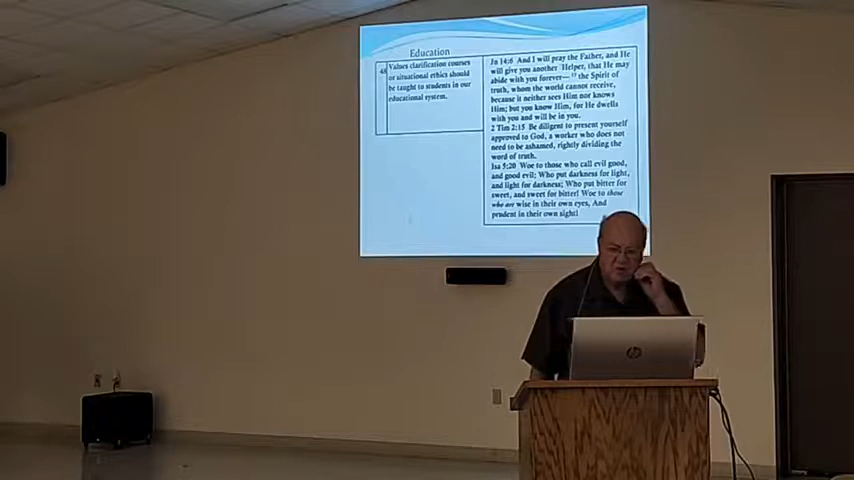 Education
48 Values clarification courses
or situational ethics should
be taught to students in our
educational system.
Jn 14:6 And I will pray the Father, and He
will give you another Helper, that He may
abide with you forever— 17 the Spirit of
truth, whom the world cannot receive,
because it neither sees Him nor knows
Him; but you know Him, for He dwells
with you and will be in you.
2 Tim 2:15 Be diligent to present yourself
approved to God, a worker who does not
need to be ashamed, rightly dividing the
word of truth.
Isa 5:20 Woe to those who call evil good,
and good evil; Who put darkness for light,
and light for darkness; Who put bitter for
sweet, and sweet for bitter! Woe to those
who are wise in their own eyes, And
prudent in their own sight!
hp